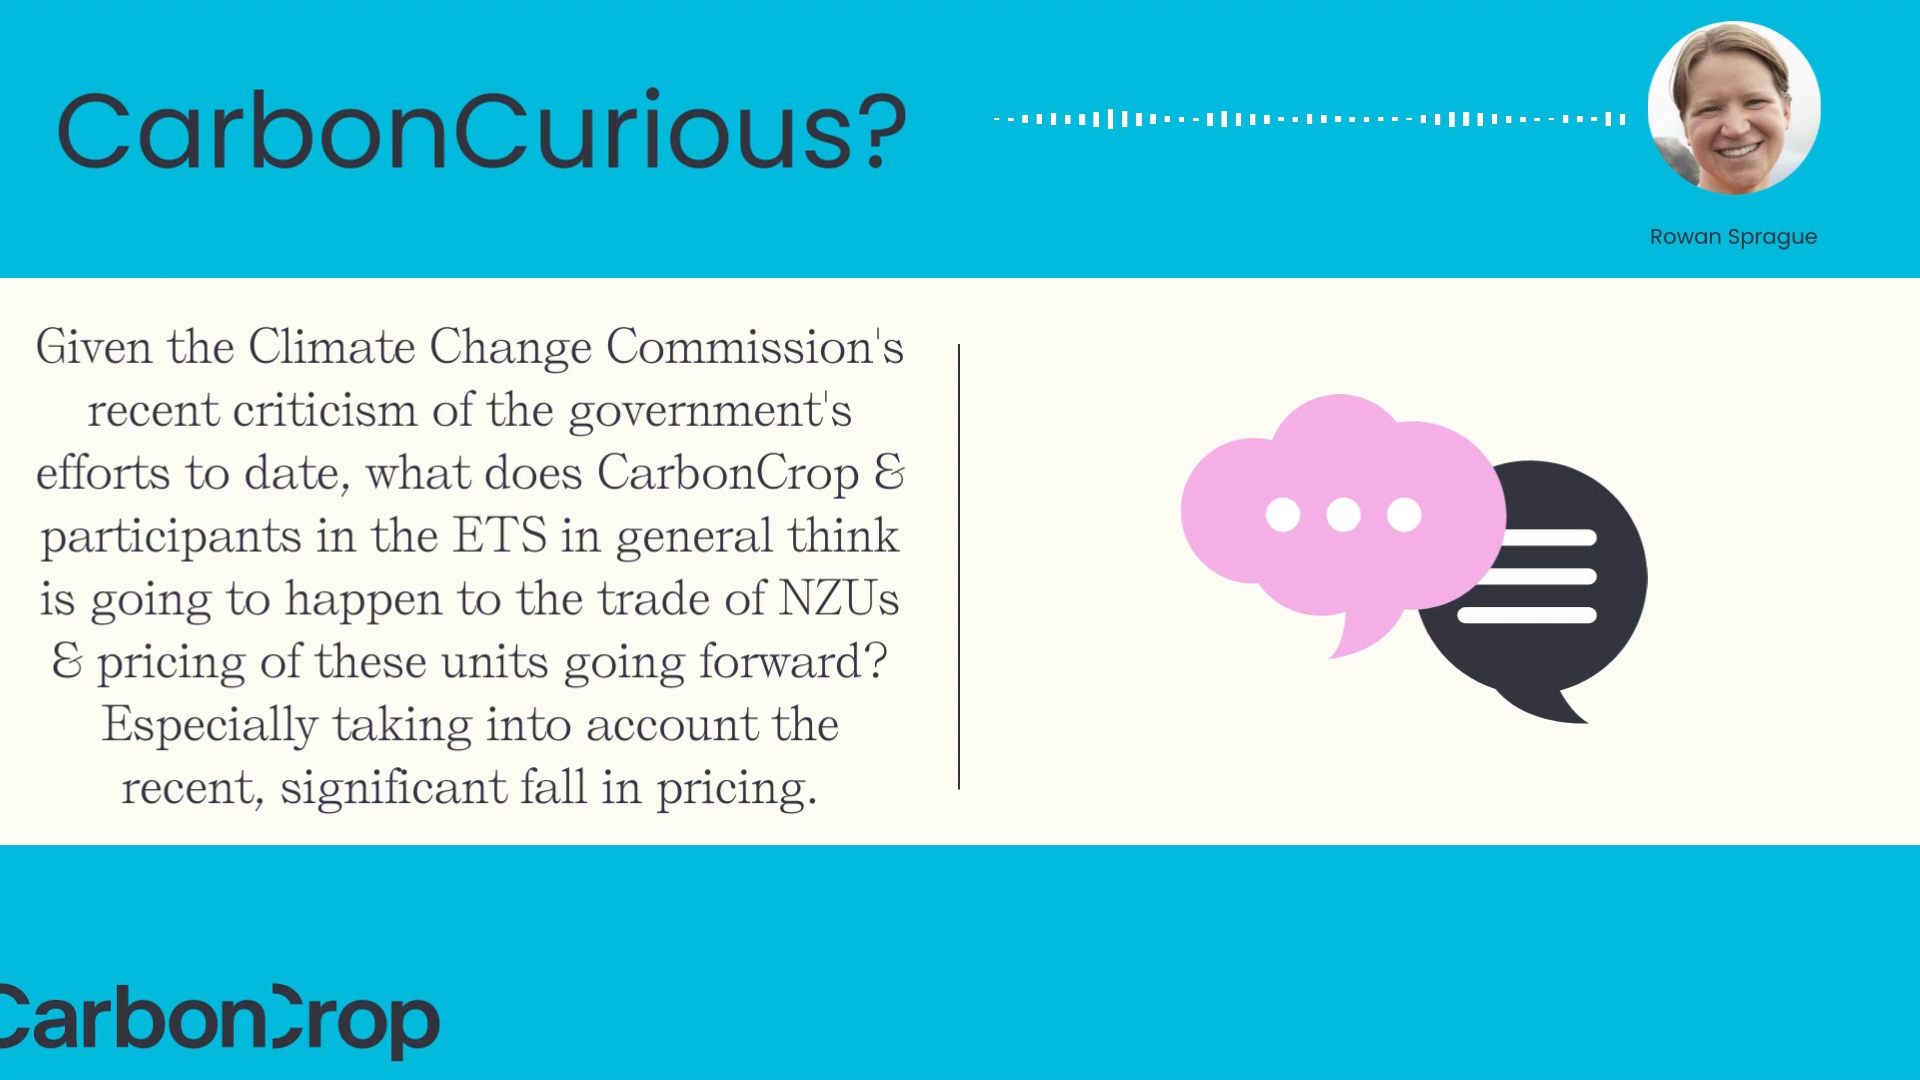 CarbonCurious?
Rowan Sprague
Given the Climate Change Commission's
recent criticism of the government's
efforts to date, what does CarbonCrop &
participants in the ETS in general think
is going to happen to the trade of NZUs
& pricing of these units going forward?
Especially taking into account the
recent, significant fall in pricing.
CarbonCrop